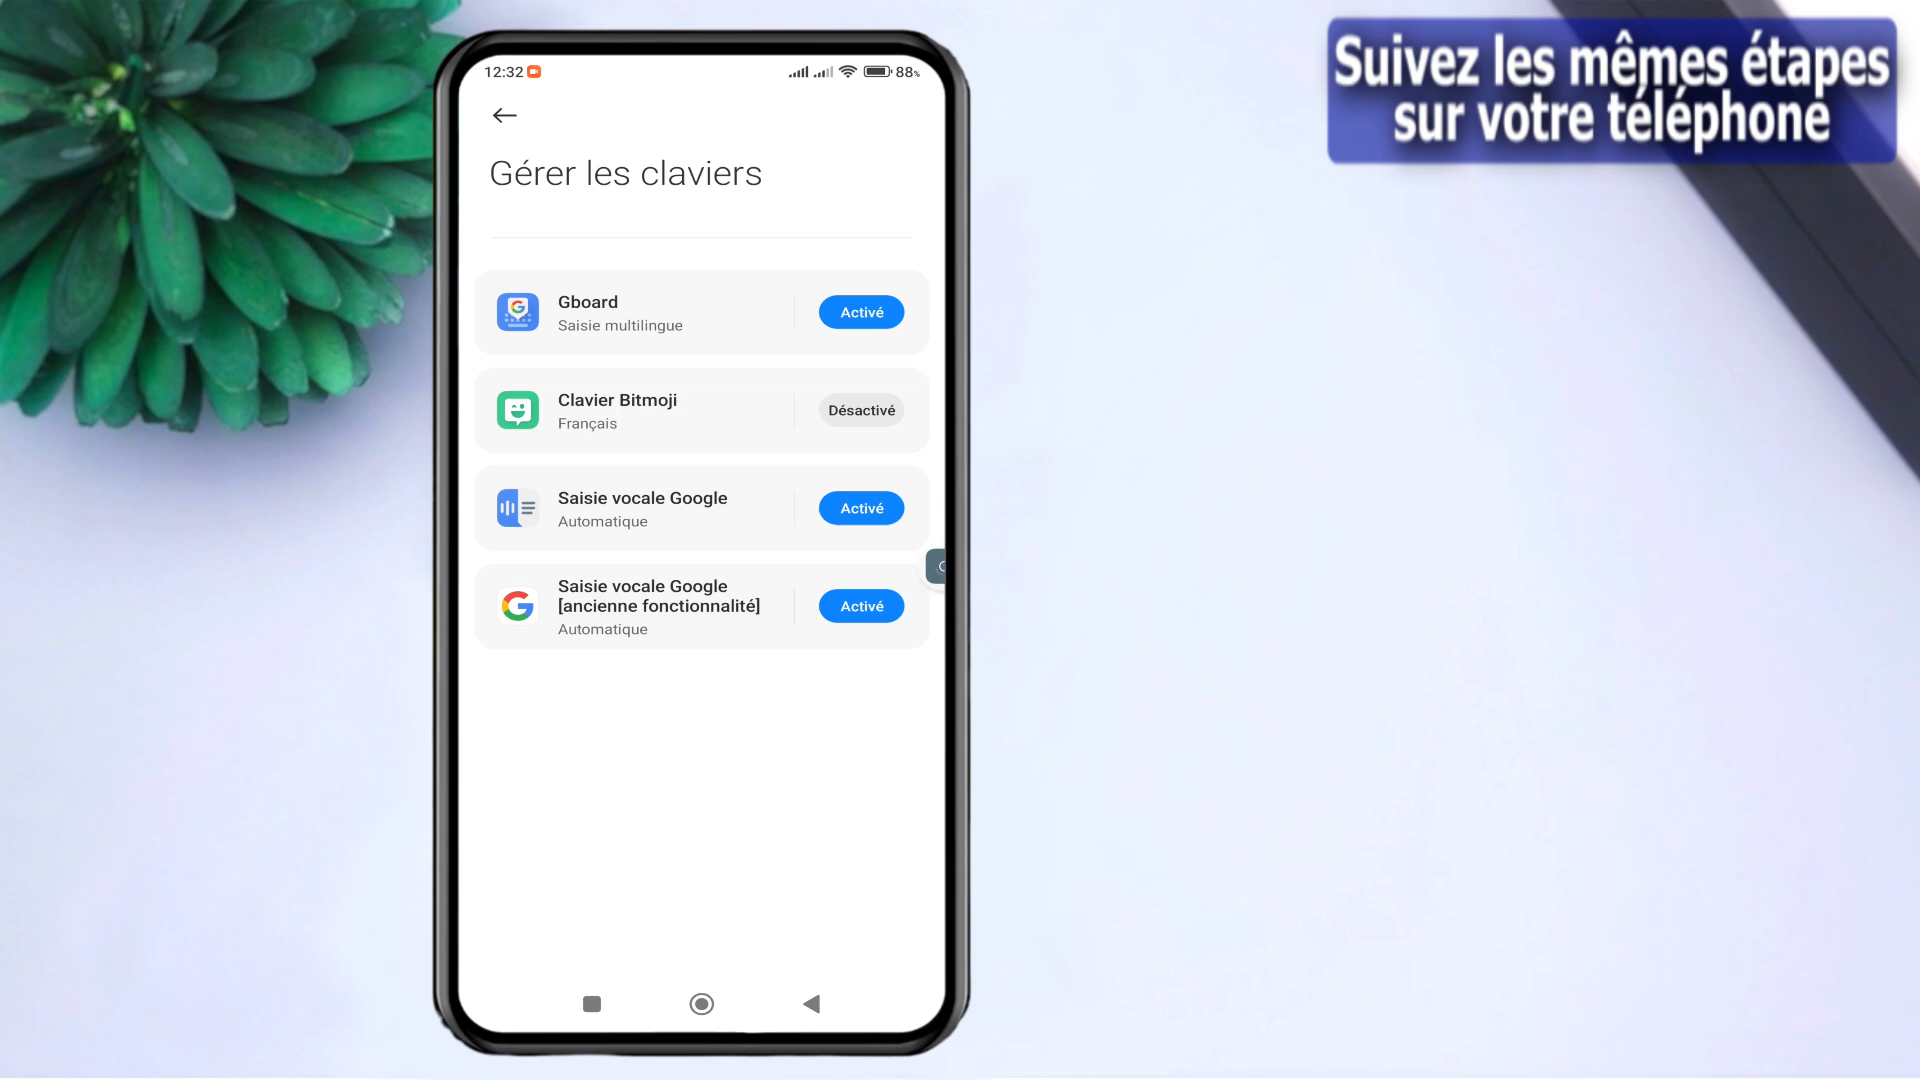 Suivez les mêmes étapes
sur votre téléphone
12:32
88%
Gérer les claviers
Gboard
Saisie multilingue
Activé
Clavier Bitmoji
Français
Désactivé
Saisie vocale Google
Automatique
Activé
Saisie vocale Google
[ancienne fonctionnalité]
Automatique
Activé